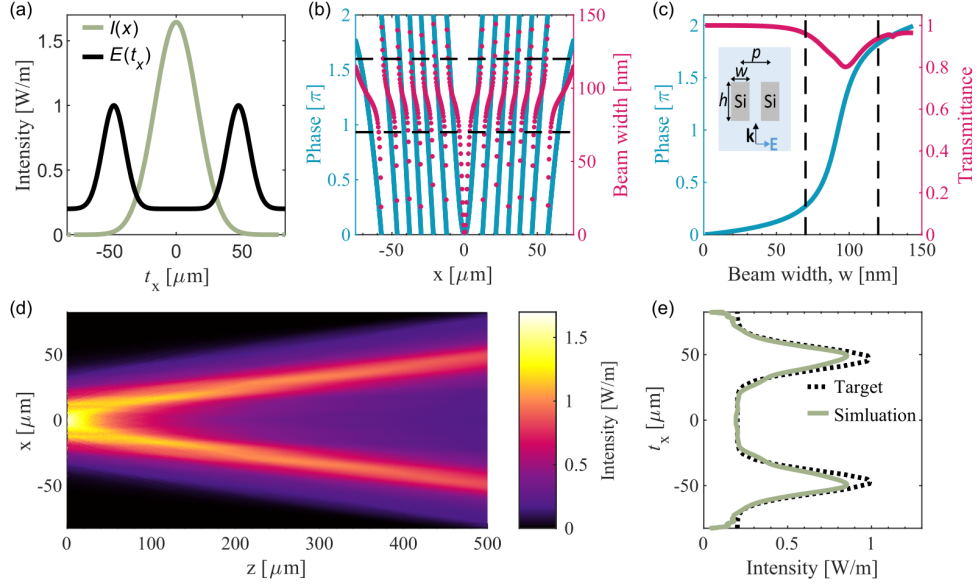 (a)
I(x)
E(t_x)
Intensity [W/m]
1.5
1
0.5
0
-50
0
50
t_x [μm]
(b)
Phase [π]
2
1.5
1
0.5
0
-50
0
50
x [μm]
150
100
50
0
Beam width [nm]
(c)
Phase [π]
2
1.5
1
0.5
0
p
w
h
Si
Si
k
E
0
50
100
150
Beam width, w [nm]
1
0.8
0.6
0.4
0.2
0
Transmittance
(d)
x [μm]
50
0
-50
0
100
200
300
400
500
z [μm]
1.5
1
0.5
0
Intensity [W/m]
(e)
t_x [μm]
50
0
-50
Target
Simluation
0
0.5
1
Intensity [W/m]